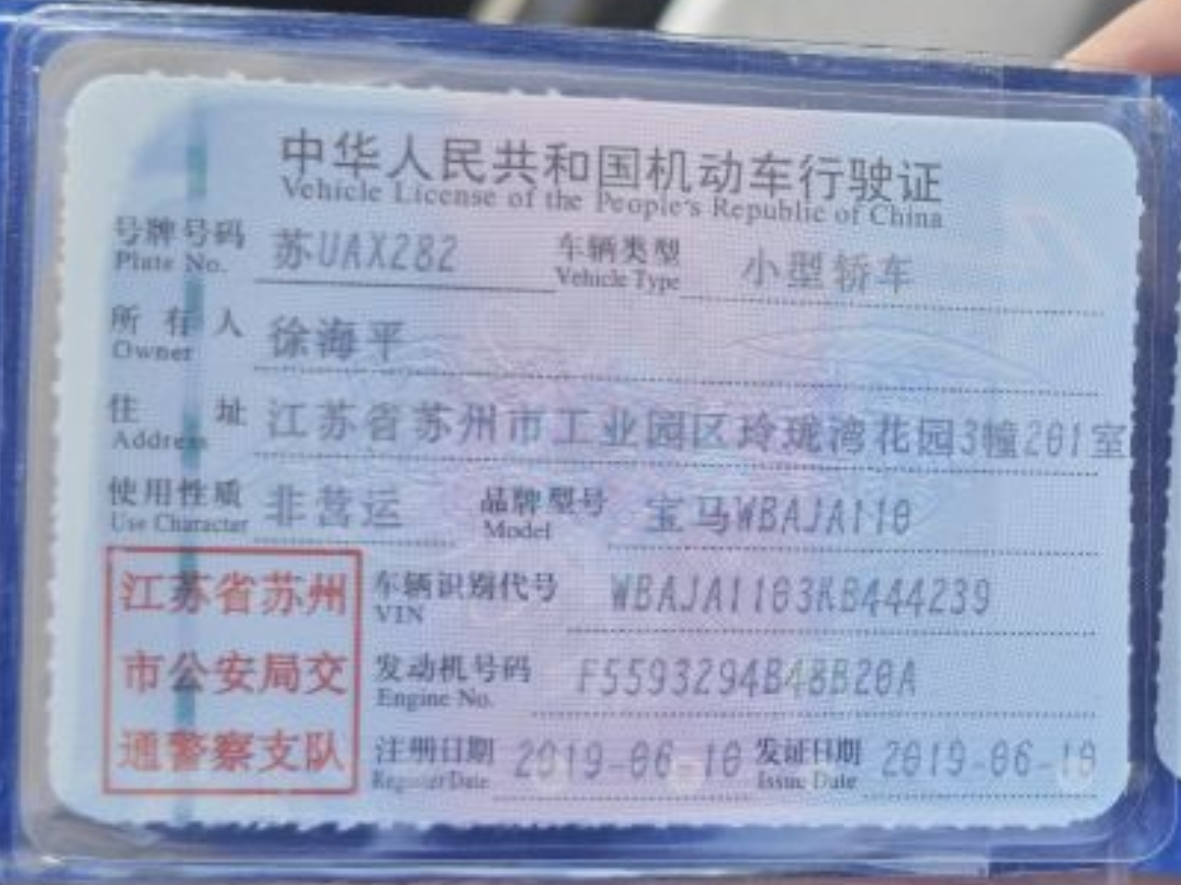 中华人民共和国机动车行驶证
Vehicle License of the People's Republic of China
号牌号码 苏UAX282 车辆类型 小型轿车
Plate No. Vehicle Type
所有人 徐海平
Owner
住址 江苏省苏州市工业园区玲珑湾花园3幢201室
Address
使用性质 非营运 品牌型号 宝马WBAJA110
Use Character Model
江苏省苏州
市公安局交
通警察支队
车辆识别代号 WBAJA1103KB444239
VIN
发动机号码 F5593294B48B20A
Engine No.
注册日期 2019-06-10 发证日期 2019-06-10
Register Date Issue Date